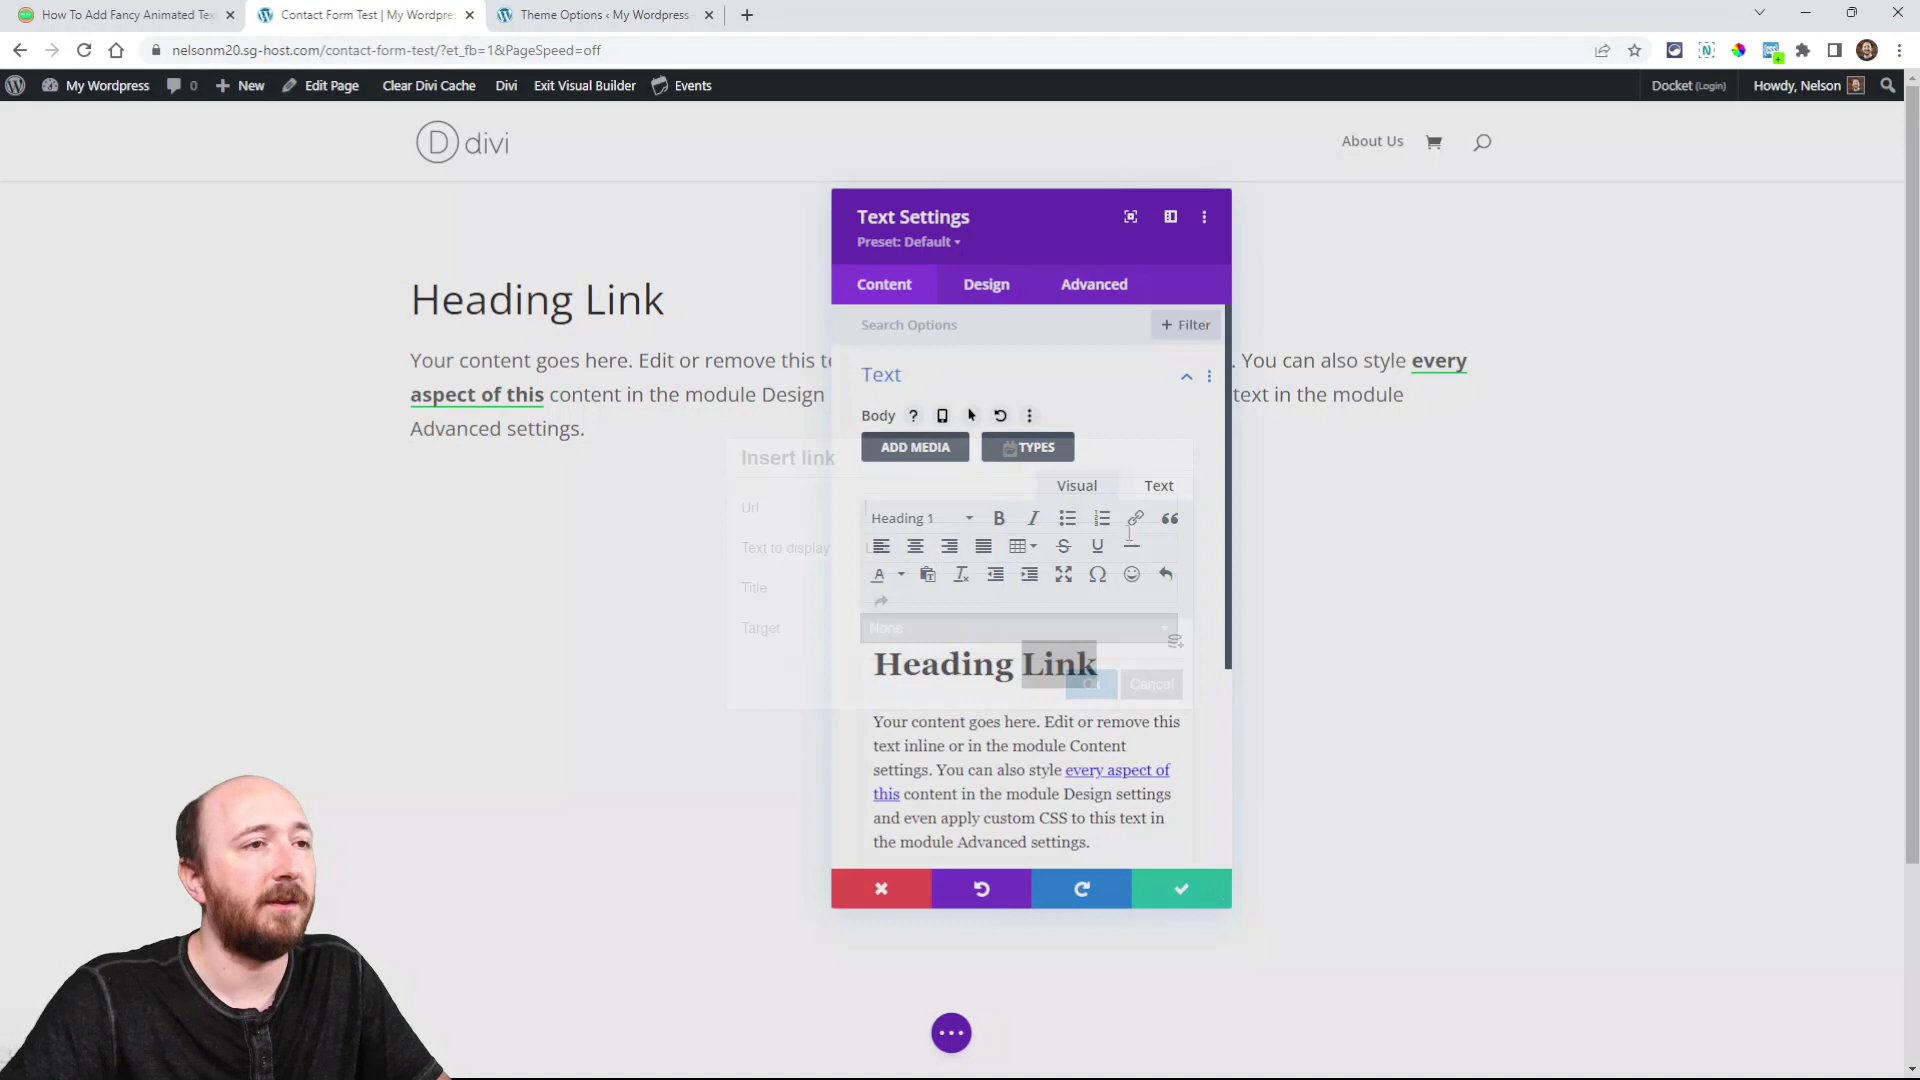 How To Add Fancy Animated Tex
Contact Form Test | My Wordpres
Theme Options ‹ My Wordpress
nelsonm20.sg-host.com/contact-form-test/?et_fb=1&PageSpeed=off
My Wordpress
0
New
Edit Page
Clear Divi Cache
Divi
Exit Visual Builder
Events
Docket (Login)
Howdy, Nelson
D divi
About Us
Text Settings
Preset: Default
Content
Design
Advanced
Search Options
+ Filter
Heading Link
Your content goes here. Edit or remove this te
. You can also style every
aspect of this content in the module Design
text in the module
Advanced settings.
Text
Body
ADD MEDIA
TYPES
Insert link
Visual
Text
Url
Heading 1
Text to display
Title
Target
None
Heading Link
Ok
Cancel
Your content goes here. Edit or remove this
text inline or in the module Content
settings. You can also style every aspect of
this content in the module Design settings
and even apply custom CSS to this text in
the module Advanced settings.